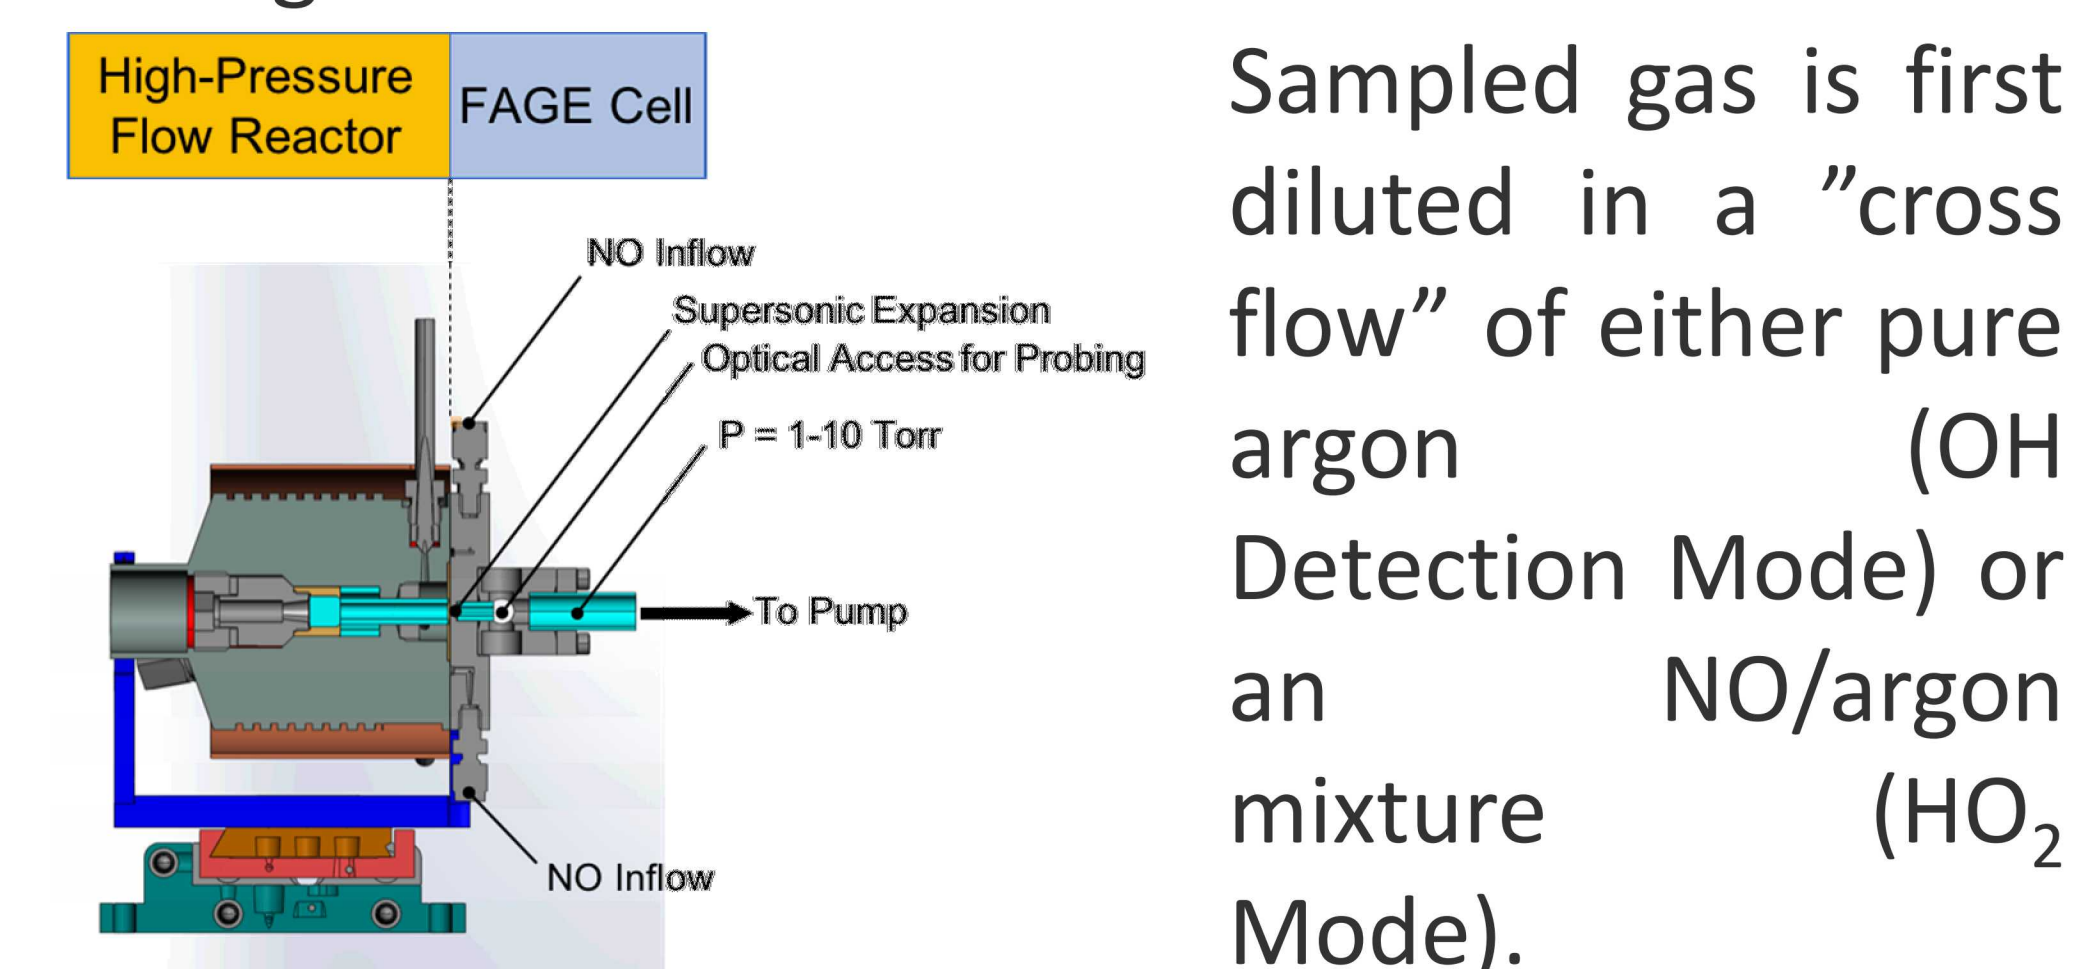 High-Pressure
Flow Reactor
FAGE Cell
NO Inflow
Supersonic Expansion
Optical Access for Probing
P = 1-10 Torr
To Pump
NO Inflow
Sampled gas is first
diluted in a ”cross
flow” of either pure
argon (OH
Detection Mode) or
an NO/argon
mixture (HO₂
Mode).